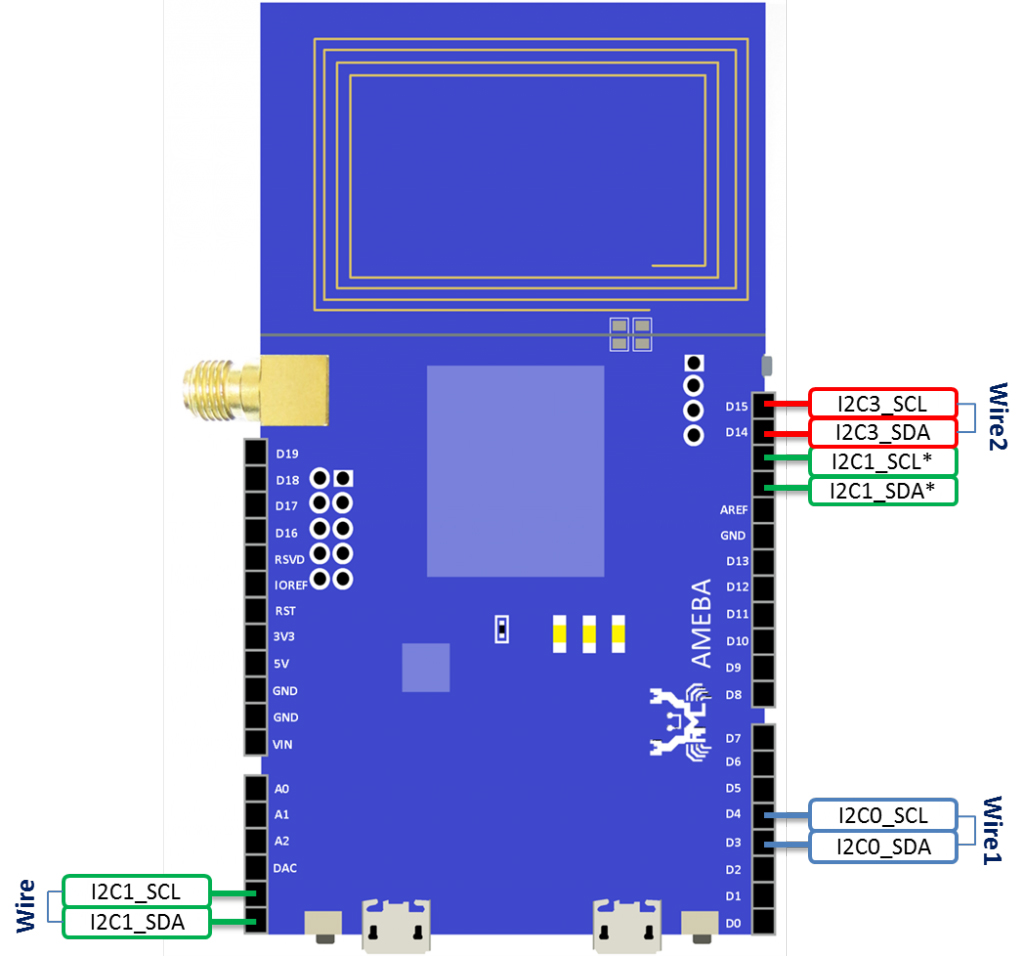 D15
D14
AREF
GND
D13
D12
D11
D10
D9
D8
D7
D6
D5
D4
D3
D2
D1
D0
I2C3_SCL
I2C3_SDA
Wire2
I2C1_SCL*
I2C1_SDA*
I2C0_SCL
I2C0_SDA
Wire1
AMEBA
D19
D18
D17
D16
RSVD
IOREF
RST
3V3
5V
GND
GND
VIN
A0
A1
A2
DAC
Wire
I2C1_SCL
I2C1_SDA